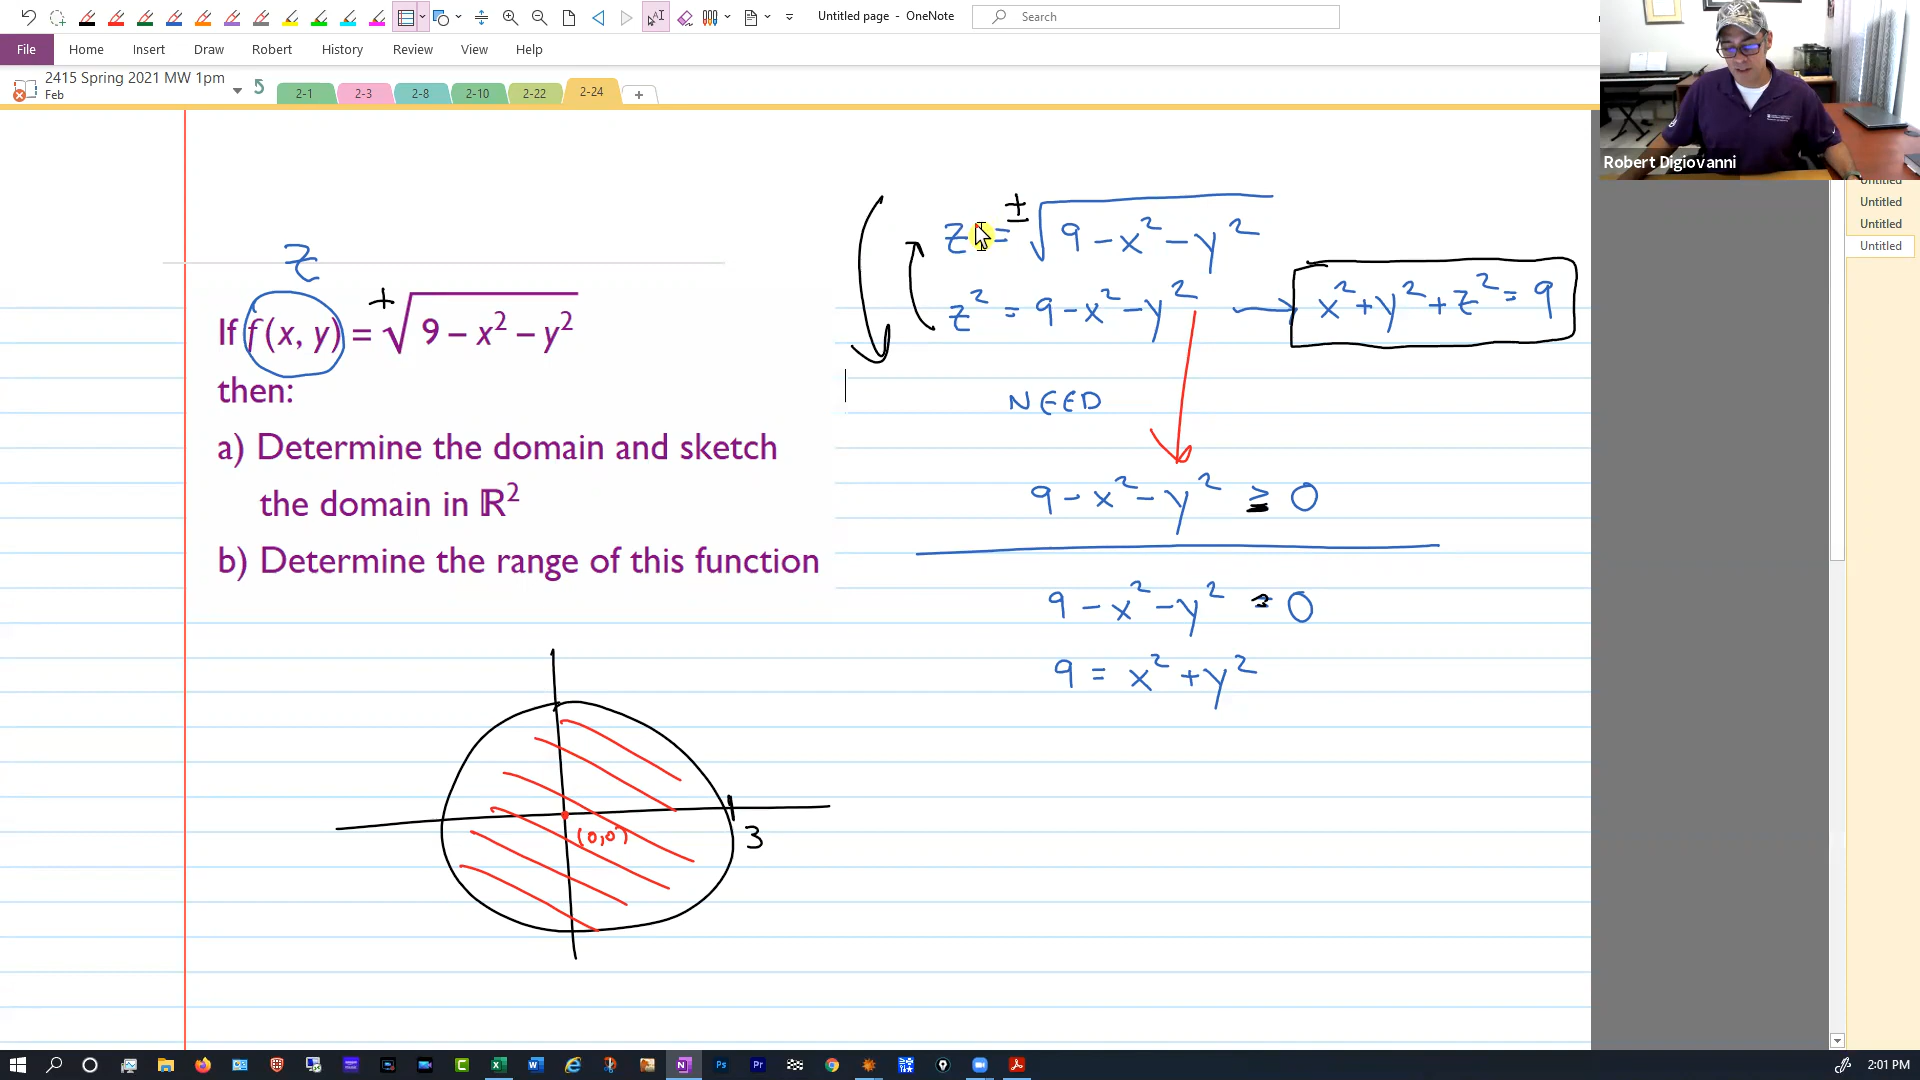 Untitled page - OneNote
Search
File Home Insert Draw Robert History Review View Help
2415 Spring 2021 MW 1pm
Feb
2-1 2-3 2-8 2-10 2-22 2-24 +
Robert Digiovanni
Untitled
Untitled
Untitled
Untitled
z
If f(x, y) = + √9 – x² – y²
then:
a) Determine the domain and sketch
the domain in ℝ²
b) Determine the range of this function
z = ± √9 - x² - y²
z² = 9 - x² - y² → x² + y² + z² = 9
NEED
9 - x² - y² ≥ 0
9 - x² - y² = 0
9 = x² + y²
(0,0)
3
2:01 PM